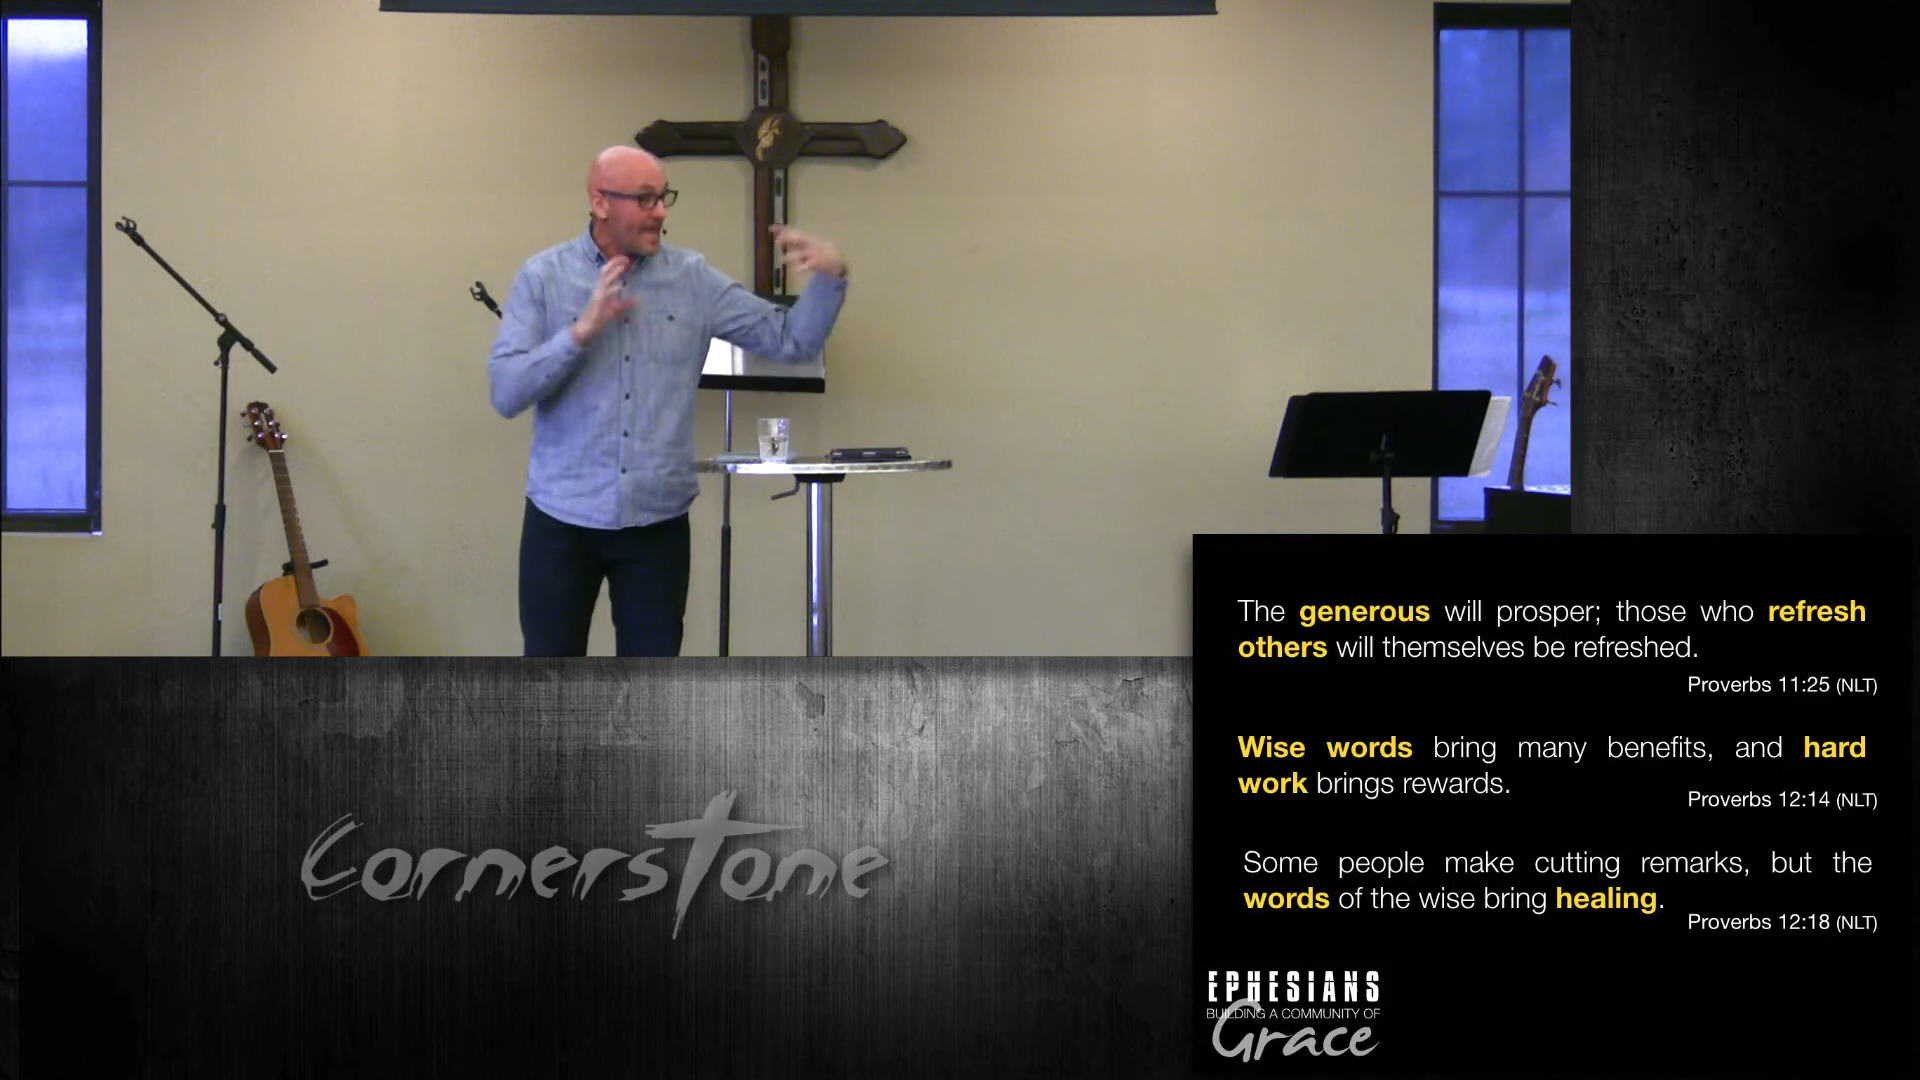 The generous will prosper; those who refresh
others will themselves be refreshed.
Proverbs 11:25 (NLT)
Wise words bring many benefits, and hard
work brings rewards.
Proverbs 12:14 (NLT)
Some people make cutting remarks, but the
words of the wise bring healing.
Proverbs 12:18 (NLT)
Cornerstone
EPHESIANS
BUILDING A COMMUNITY OF
Grace